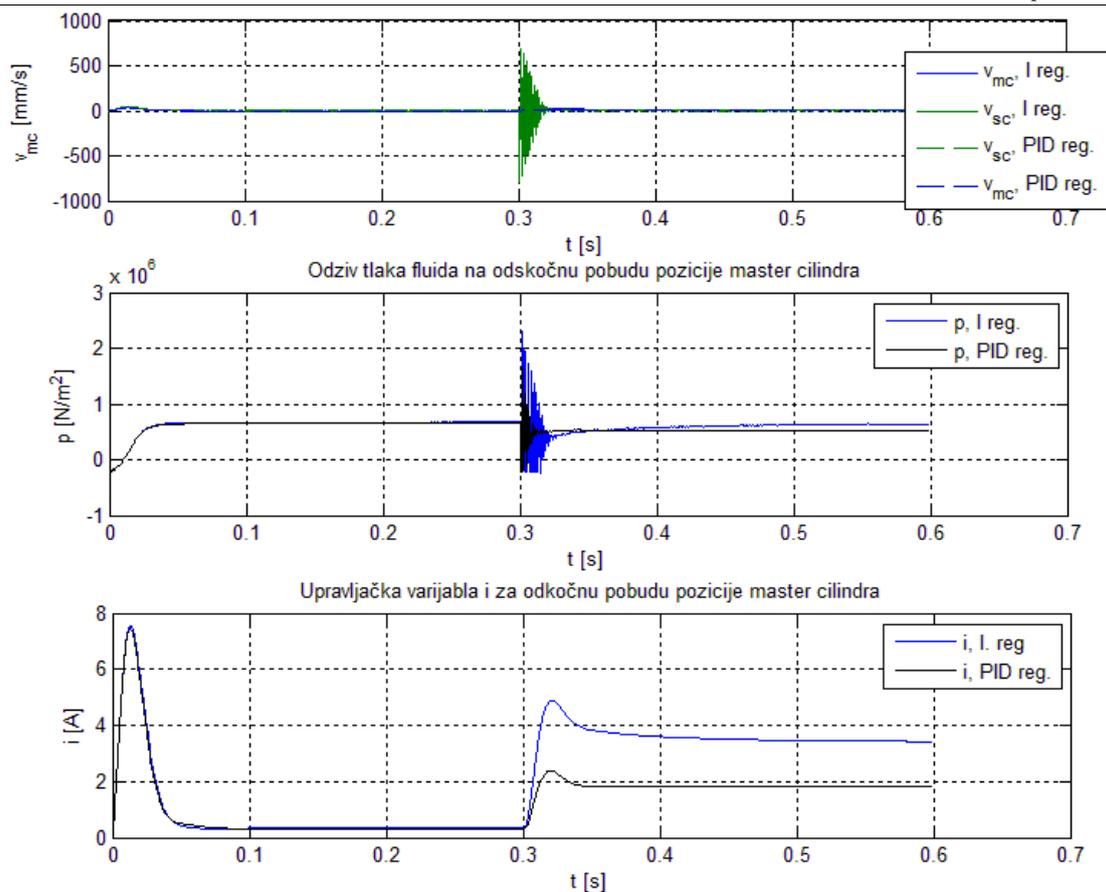 1000
500
0
-500
-1000
v_mc [mm/s]
v_mc, I reg.
v_sc, I reg.
v_sc, PID reg.
v_mc, PID reg.
0 0.1 0.2 0.3 0.4 0.5 0.6 0.7
t [s]
Odziv tlaka fluida na odskočnu pobudu pozicije master cilindra
x 10^6
3
2
1
0
-1
p [N/m^2]
p, I reg.
p, PID reg.
0 0.1 0.2 0.3 0.4 0.5 0.6 0.7
t [s]
Upravljačka varijabla i za odkočnu pobudu pozicije master cilindra
8
6
4
2
0
i [A]
i, I. reg
i, PID reg.
0 0.1 0.2 0.3 0.4 0.5 0.6 0.7
t [s]